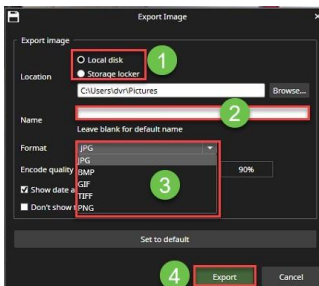 Export Image
Export image
Location
Local disk
Storage locker
1
C:\Users\dvr\Pictures
Browse...
Name
2
Leave blank for default name
Format
JPG
JPG
BMP
GIF
TIFF
PNG
3
Encode quality
90%
Show date a
Don't show t
Set to default
4
Export
Cancel